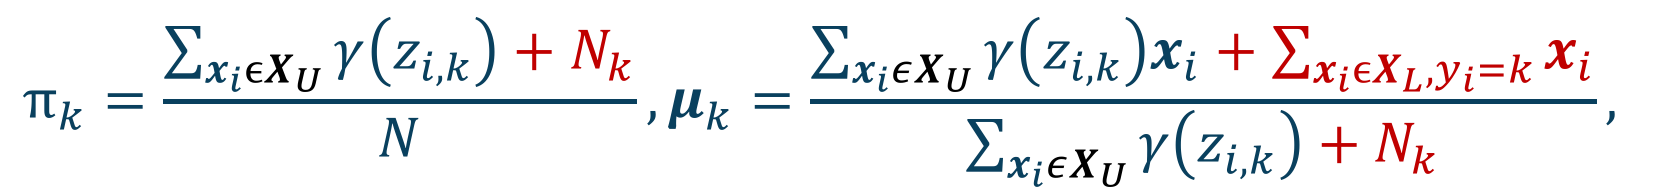 π_k = (∑_{x_i ϵ X_U} γ(z_{i,k}) + N_k) / N , μ_k = (∑_{x_i ϵ X_U} γ(z_{i,k}) x_i + ∑_{x_i ϵ X_L, y_i = k} x_i) / (∑_{x_i ϵ X_U} γ(z_{i,k}) + N_k) ,